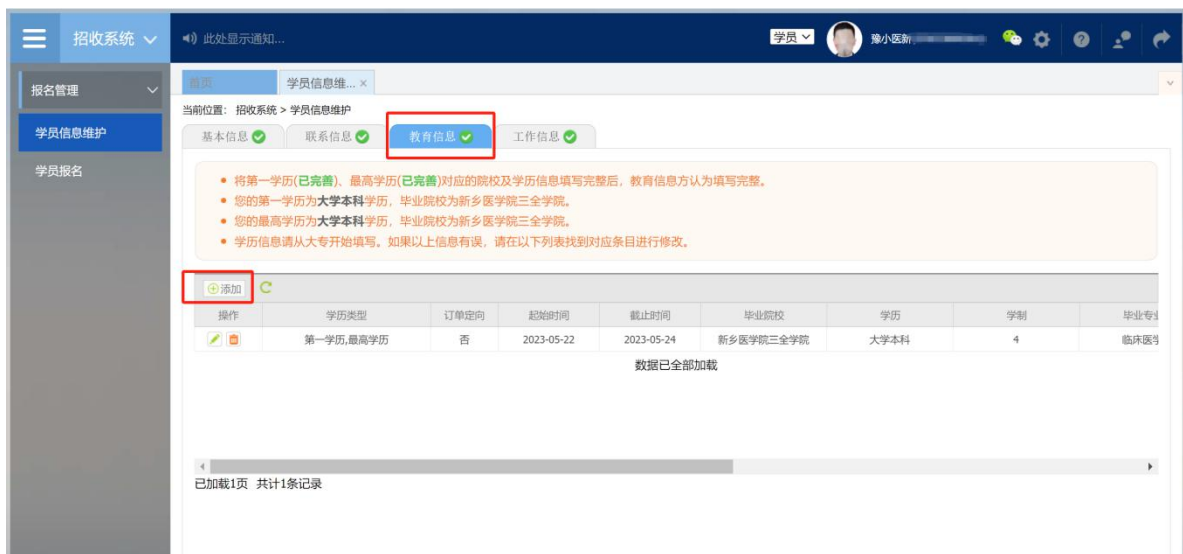 招收系统
此处显示通知...
学员
豫小医新
报名管理
学员信息维护
学员报名
首页
学员信息维... ×
当前位置： 招收系统 > 学员信息维护
基本信息
联系信息
教育信息
工作信息
将第一学历(已完善)、最高学历(已完善)对应的院校及学历信息填写完整后，教育信息方认为填写完整。
您的第一学历为大学本科学历，毕业院校为新乡医学院三全学院。
您的最高学历为大学本科学历，毕业院校为新乡医学院三全学院。
学历信息请从大专开始填写。如果以上信息有误，请在以下列表找到对应条目进行修改。
添加
操作 学历类型 订单定向 起始时间 截止时间 毕业院校 学历 学制 毕业专业
第一学历,最高学历 否 2023-05-22 2023-05-24 新乡医学院三全学院 大学本科 4 临床医学
数据已全部加载
已加载1页 共计1条记录